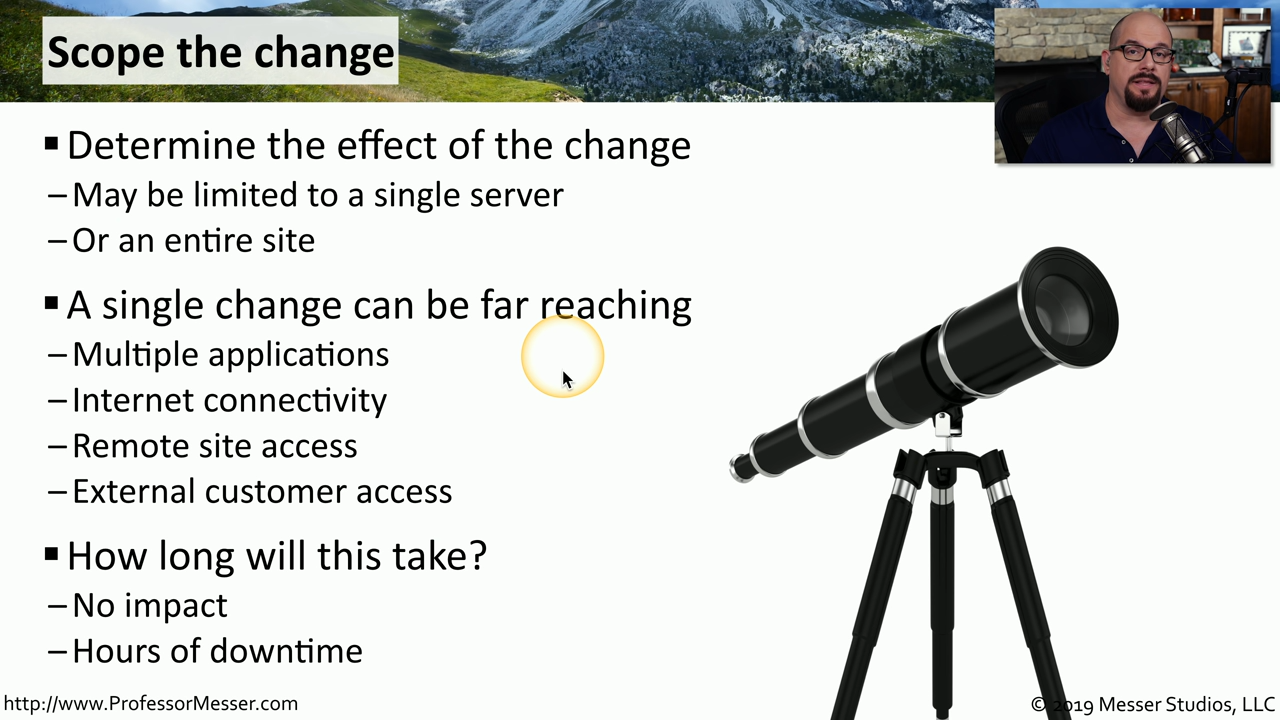 Scope the change
▪ Determine the effect of the change
– May be limited to a single server
– Or an entire site
▪ A single change can be far reaching
– Multiple applications
– Internet connectivity
– Remote site access
– External customer access
▪ How long will this take?
– No impact
– Hours of downtime
http://www.ProfessorMesser.com
© 2019 Messer Studios, LLC